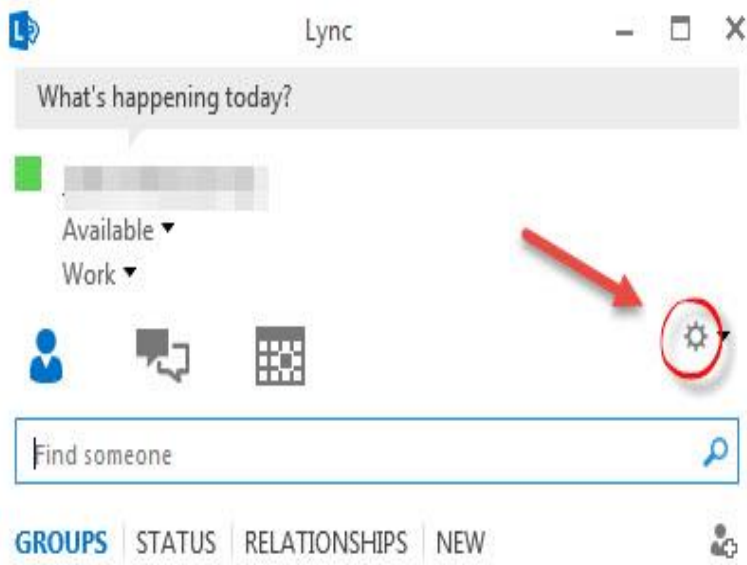 Lync
What's happening today?
Available
Work
Find someone
GROUPS STATUS RELATIONSHIPS NEW